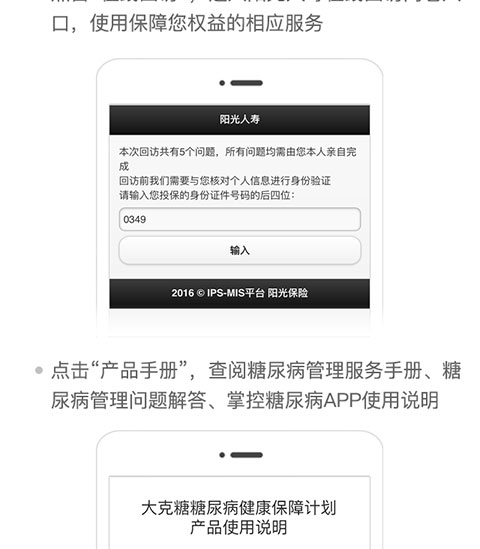 口，使用保障您权益的相应服务
阳光人寿
本次回访共有5个问题，所有问题均需由您本人亲自完
成
回访前我们需要与您核对个人信息进行身份验证
请输入您投保的身份证件号码的后四位：
0349
输入
2016 © IPS-MIS平台 阳光保险
点击“产品手册”，查阅糖尿病管理服务手册、糖
尿病管理问题解答、掌控糖尿病APP使用说明
大克糖糖尿病健康保障计划
产品使用说明